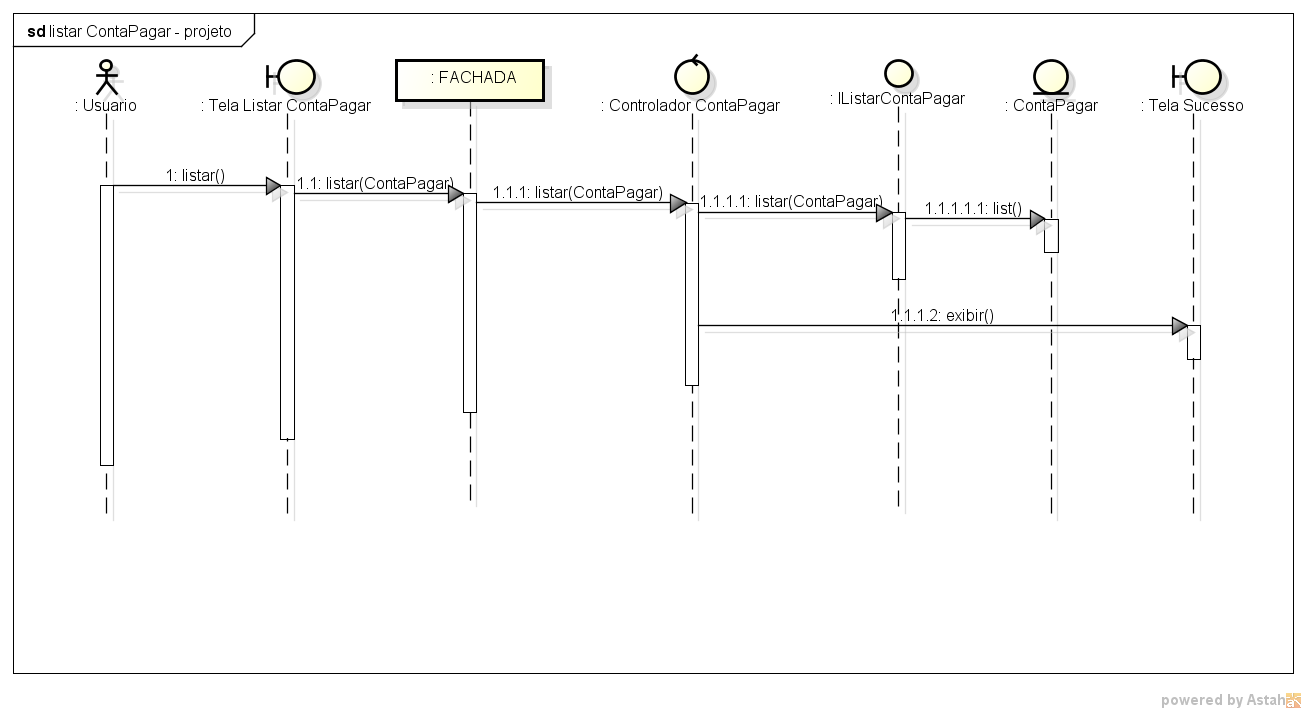 sd listar ContaPagar - projeto
: Usuario
: Tela Listar ContaPagar
: FACHADA
: Controlador ContaPagar
: IListarContaPagar
: ContaPagar
: Tela Sucesso
1: listar()
1.1: listar(ContaPagar)
1.1.1: listar(ContaPagar)
1.1.1.1: listar(ContaPagar)
1.1.1.1.1: list()
1.1.1.2: exibir()
powered by Astah